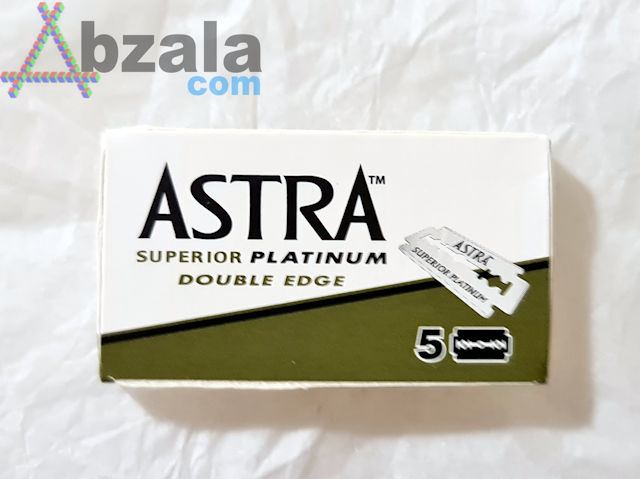 Abzala
com
ASTRA™
SUPERIOR PLATINUM
DOUBLE EDGE
ASTRA
SUPERIOR PLATINUM
5